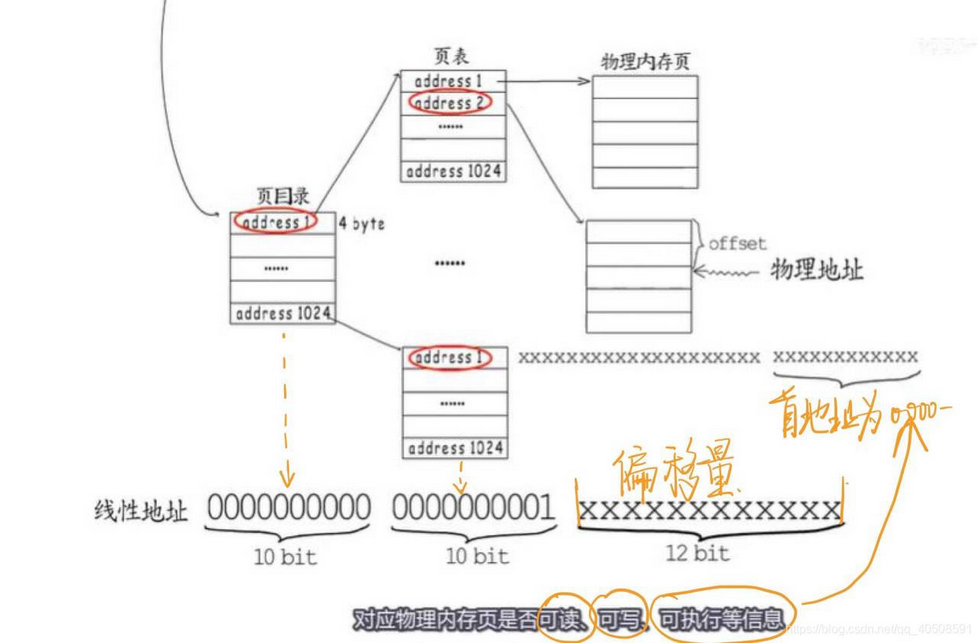 页表
物理内存页
address 1
address 2
······
address 1024
页目录
address 1
4 byte
······
address 1024
······
offset
物理地址
address 1
xxxxxxxxxxxxxxxxxxxx
xxxxxxxxxxxx
······
address 1024
首地址为
偏移量
线性地址
0000000000
0000000001
xxxxxxxxxxxx
10 bit
10 bit
12 bit
对应物理内存页是否可读、可写、可执行等信息
https://blog.csdn.net/qq_40508591